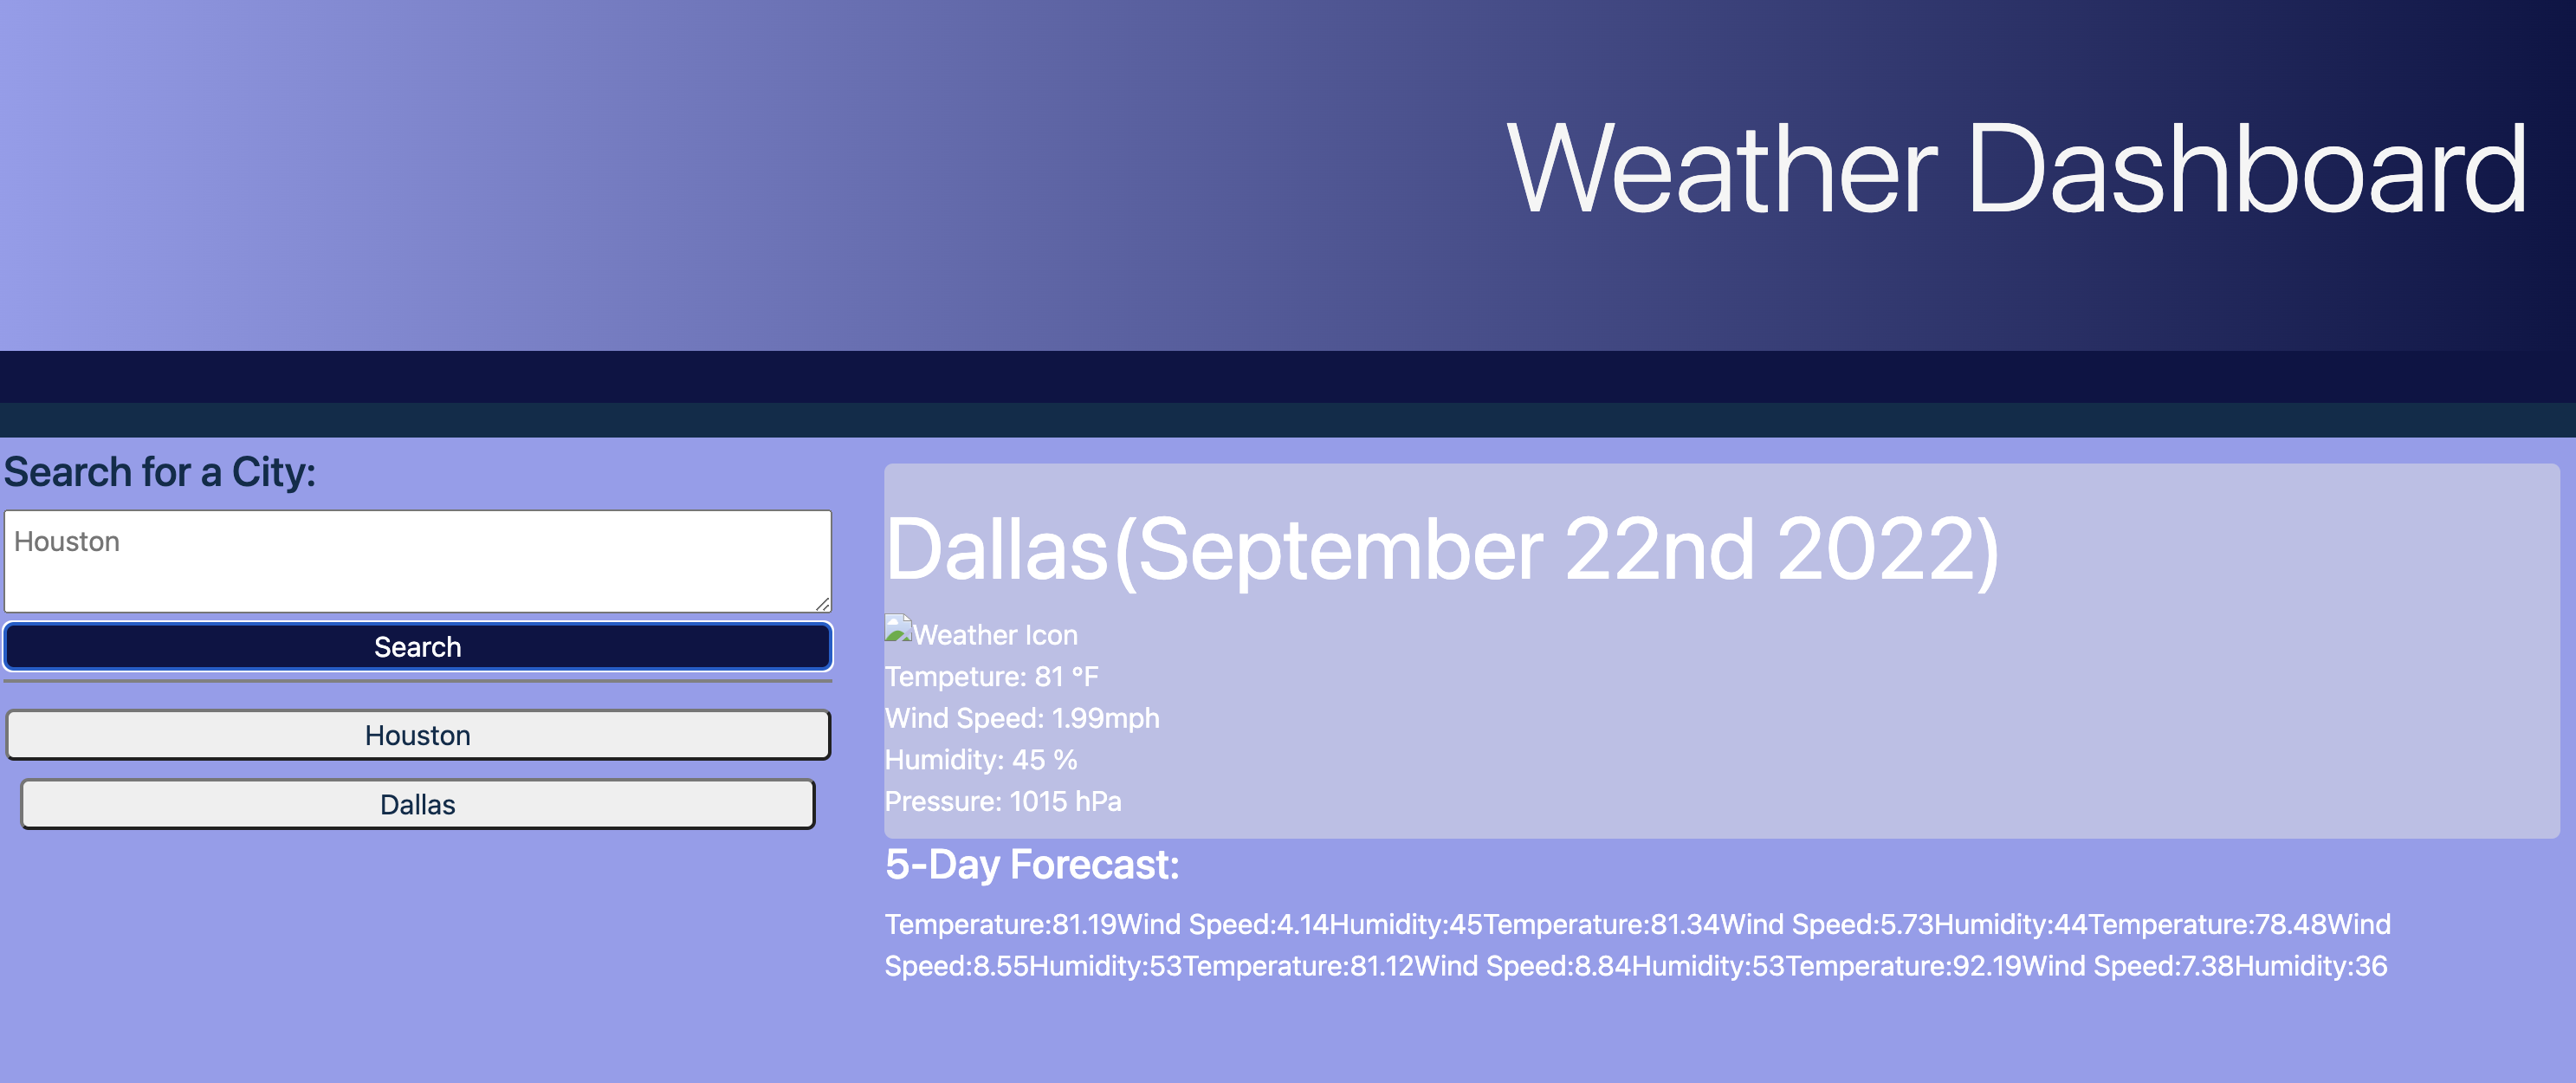 Weather Dashboard
Search for a City:
Houston
Search
Houston
Dallas
Dallas(September 22nd 2022)
Weather Icon
Tempeture: 81 °F
Wind Speed: 1.99mph
Humidity: 45 %
Pressure: 1015 hPa
5-Day Forecast:
Temperature:81.19Wind Speed:4.14Humidity:45Temperature:81.34Wind Speed:5.73Humidity:44Temperature:78.48Wind
Speed:8.55Humidity:53Temperature:81.12Wind Speed:8.84Humidity:53Temperature:92.19Wind Speed:7.38Humidity:36